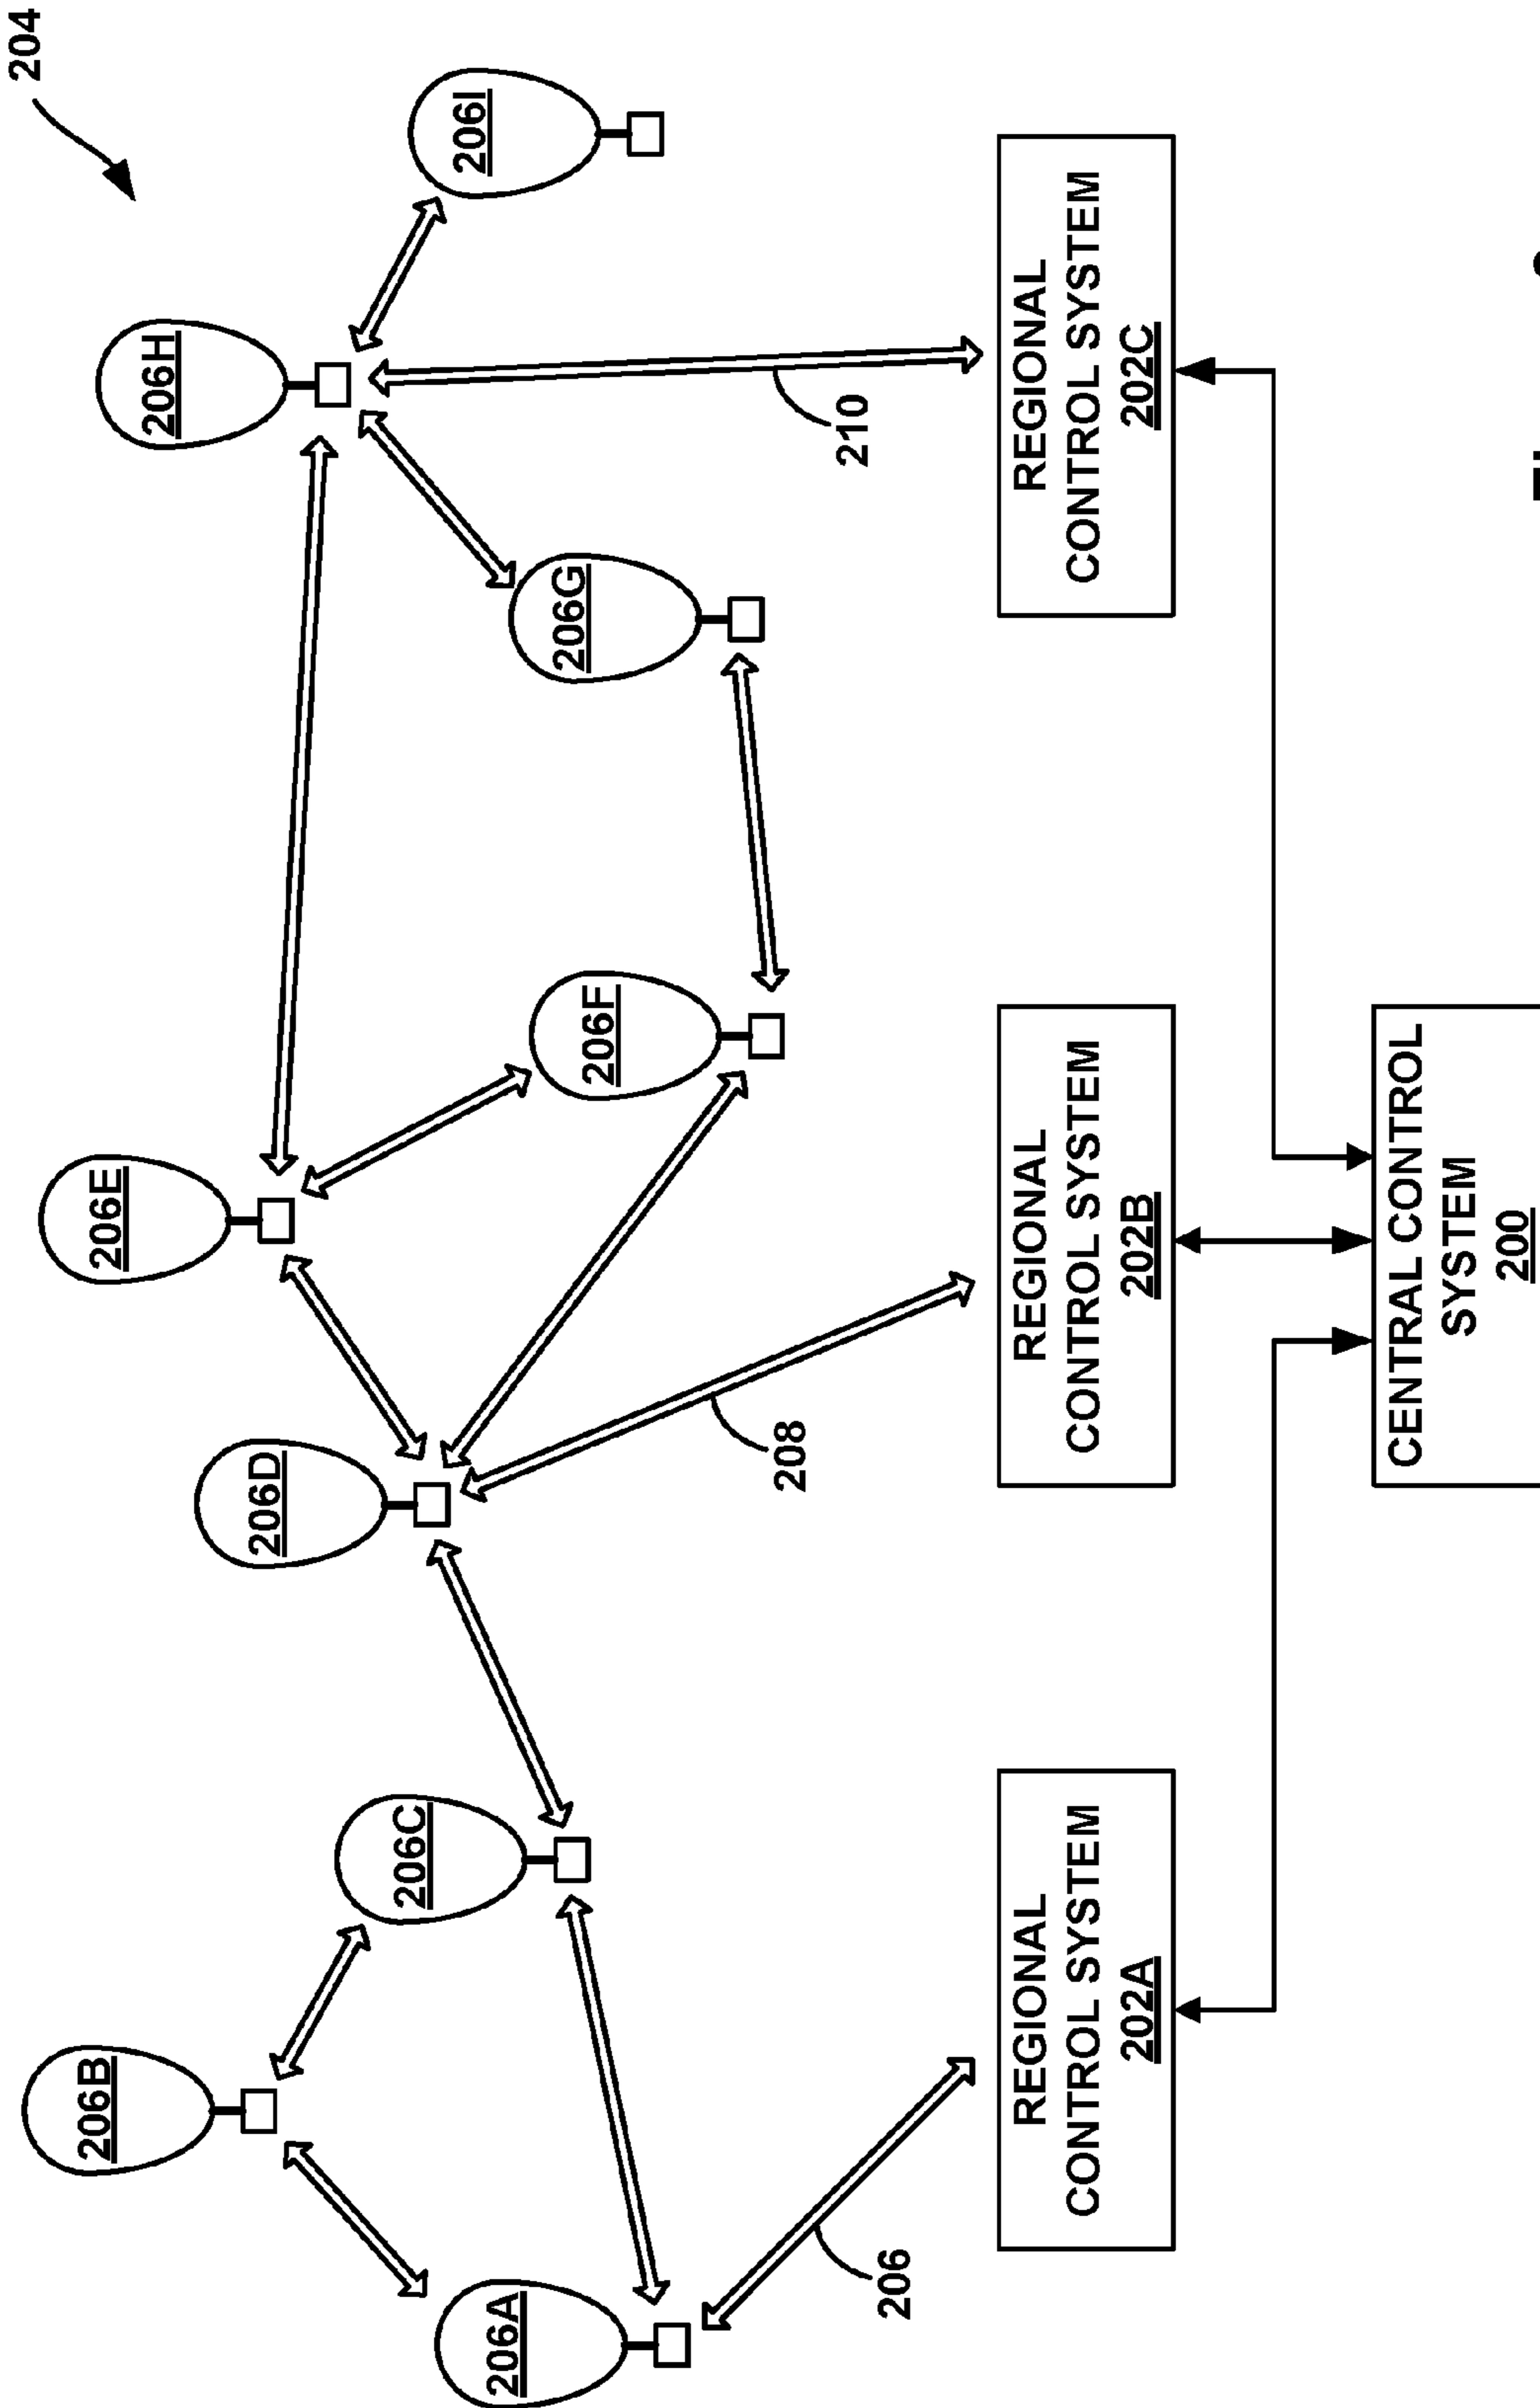 204
206B
206E
206H
206D
206C
206I
206A
206F
206G
206
208
210
REGIONAL
CONTROL SYSTEM
202A
REGIONAL
CONTROL SYSTEM
202B
REGIONAL
CONTROL SYSTEM
202C
CENTRAL CONTROL
SYSTEM
200